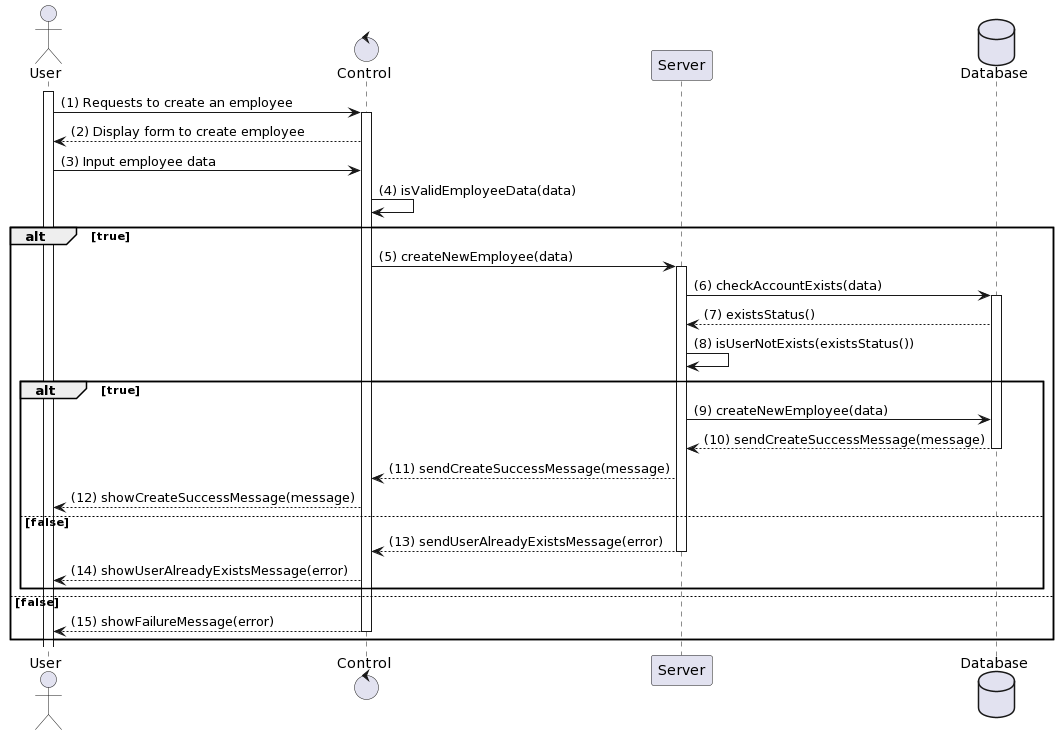 User
Control
Server
Database
(1) Requests to create an employee
(2) Display form to create employee
(3) Input employee data
(4) isValidEmployeeData(data)
alt [true]
(5) createNewEmployee(data)
(6) checkAccountExists(data)
(7) existsStatus()
(8) isUserNotExists(existsStatus())
alt [true]
(9) createNewEmployee(data)
(10) sendCreateSuccessMessage(message)
(11) sendCreateSuccessMessage(message)
(12) showCreateSuccessMessage(message)
[false]
(13) sendUserAlreadyExistsMessage(error)
(14) showUserAlreadyExistsMessage(error)
[false]
(15) showFailureMessage(error)
User
Control
Server
Database